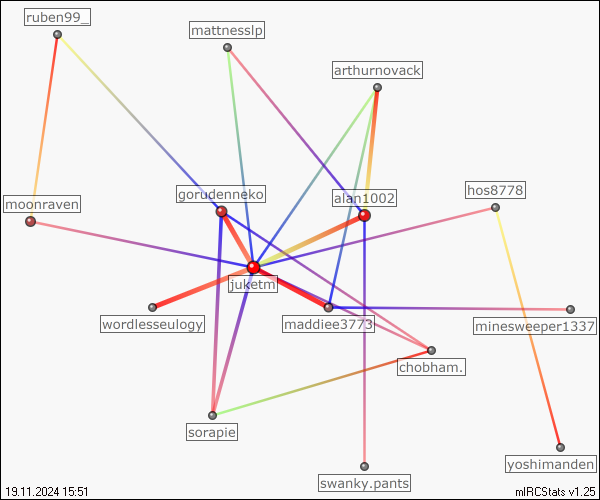 ruben99_
mattnesslp
arthurnovack
hos8778
gorudenneko
alan1002
moonraven
juketm
wordlesseulogy
maddiee3773
minesweeper1337
chobham.
sorapie
yoshimanden
swanky.pants
19.11.2024 15:51
mIRCStats v1.25